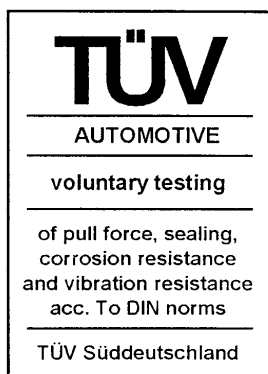 TÜV
AUTOMOTIVE
voluntary testing
of pull force, sealing,
corrosion resistance
and vibration resistance
acc. To DIN norms
TÜV Süddeutschland